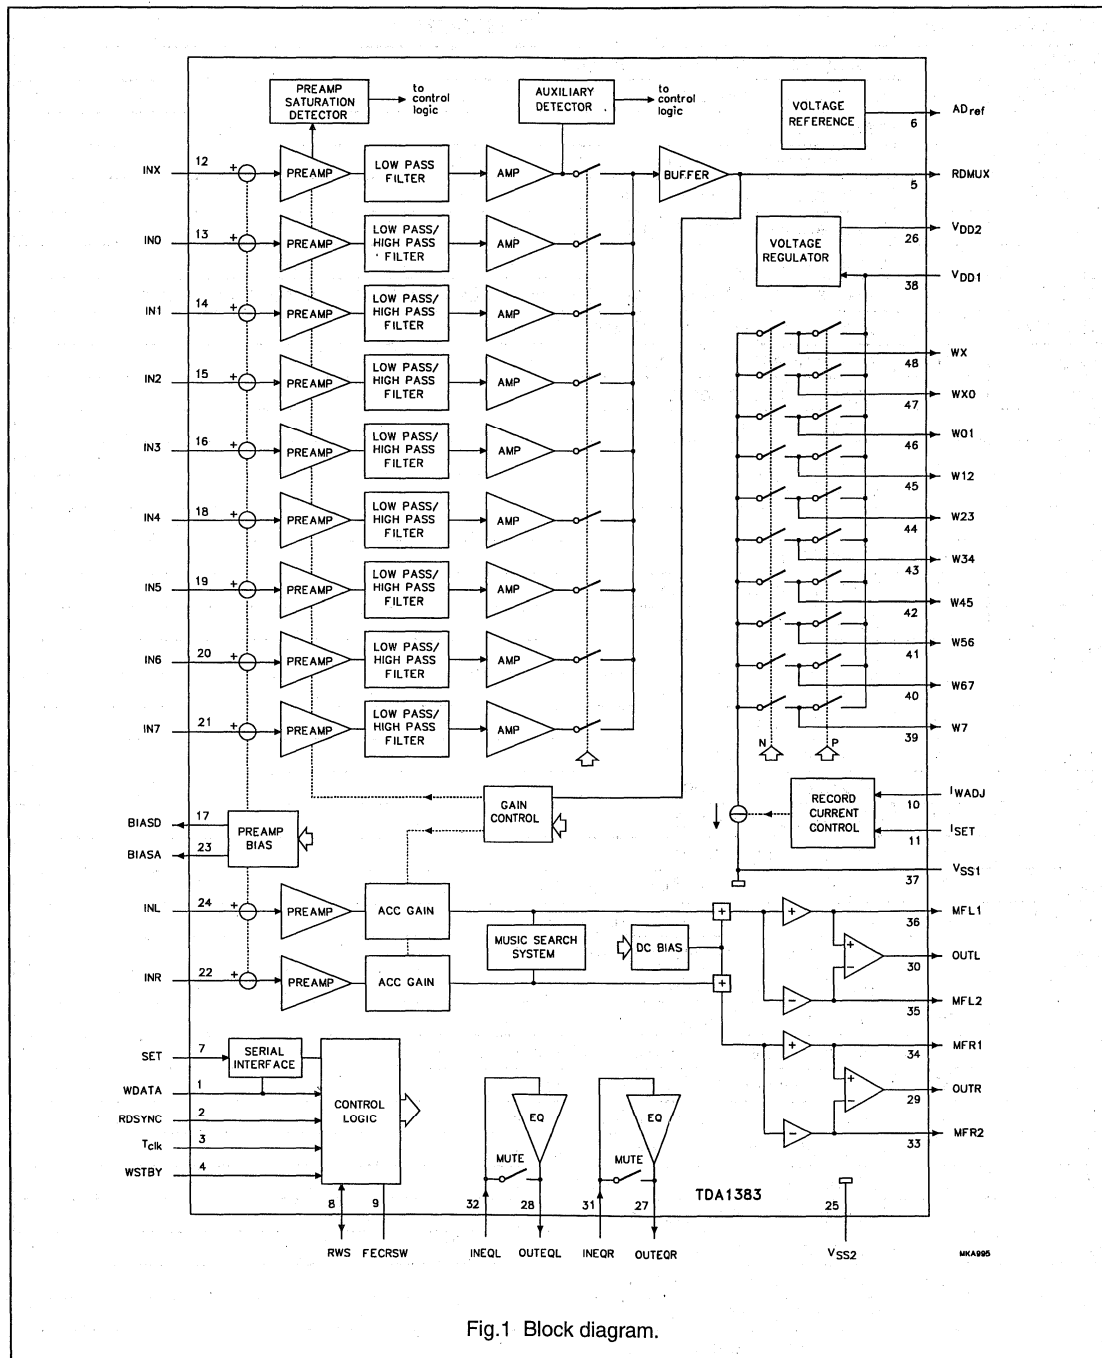 PREAMP
SATURATION
DETECTOR
to
control
logic
AUXILIARY
DETECTOR
to
control
logic
VOLTAGE
REFERENCE
6
ADref
INX
12
+
PREAMP
LOW PASS
FILTER
AMP
BUFFER
5
RDMUX
IN0
13
+
PREAMP
LOW PASS/
HIGH PASS
FILTER
AMP
VOLTAGE
REGULATOR
26
VDD2
38
VDD1
IN1
14
+
PREAMP
LOW PASS/
HIGH PASS
FILTER
AMP
IN2
15
+
PREAMP
LOW PASS/
HIGH PASS
FILTER
AMP
IN3
16
+
PREAMP
LOW PASS/
HIGH PASS
FILTER
AMP
IN4
18
+
PREAMP
LOW PASS/
HIGH PASS
FILTER
AMP
IN5
19
+
PREAMP
LOW PASS/
HIGH PASS
FILTER
AMP
IN6
20
+
PREAMP
LOW PASS/
HIGH PASS
FILTER
AMP
IN7
21
+
PREAMP
LOW PASS/
HIGH PASS
FILTER
AMP
48
WX
47
WX0
46
W01
45
W12
44
W23
43
W34
42
W45
41
W56
40
W67
39
W7
N
P
BIASD
17
BIASA
23
PREAMP
BIAS
GAIN
CONTROL
RECORD
CURRENT
CONTROL
10
IWADJ
11
ISET
37
VSS1
INL
24
+
PREAMP
ACC GAIN
MUSIC SEARCH
SYSTEM
DC BIAS
+
+
+
−
+
−
36
MFL1
30
OUTL
35
MFL2
INR
22
+
PREAMP
ACC GAIN
+
−
+
−
34
MFR1
29
OUTR
33
MFR2
SET
7
SERIAL
INTERFACE
WDATA
1
RDSYNC
2
Tclk
3
WSTBY
4
CONTROL
LOGIC
EQ
MUTE
EQ
MUTE
TDA1383
8
9
32
28
31
27
25
RWS
FECRSW
INEQL
OUTEQL
INEQR
OUTEQR
VSS2
MKA995
Fig.1 Block diagram.